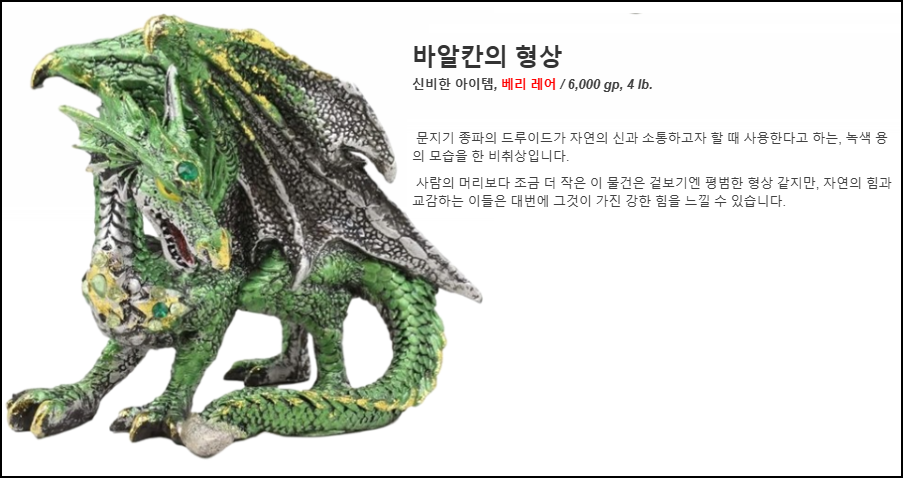 바알칸의 형상
신비한 아이템, 베리 레어 / 6,000 gp, 4 lb.
문지기 종파의 드루이드가 자연의 신과 소통하고자 할 때 사용한다고 하는, 녹색 용
의 모습을 한 비취상입니다.
사람의 머리보다 조금 더 작은 이 물건은 겉보기엔 평범한 형상 같지만, 자연의 힘과
교감하는 이들은 대번에 그것이 가진 강한 힘을 느낄 수 있습니다.